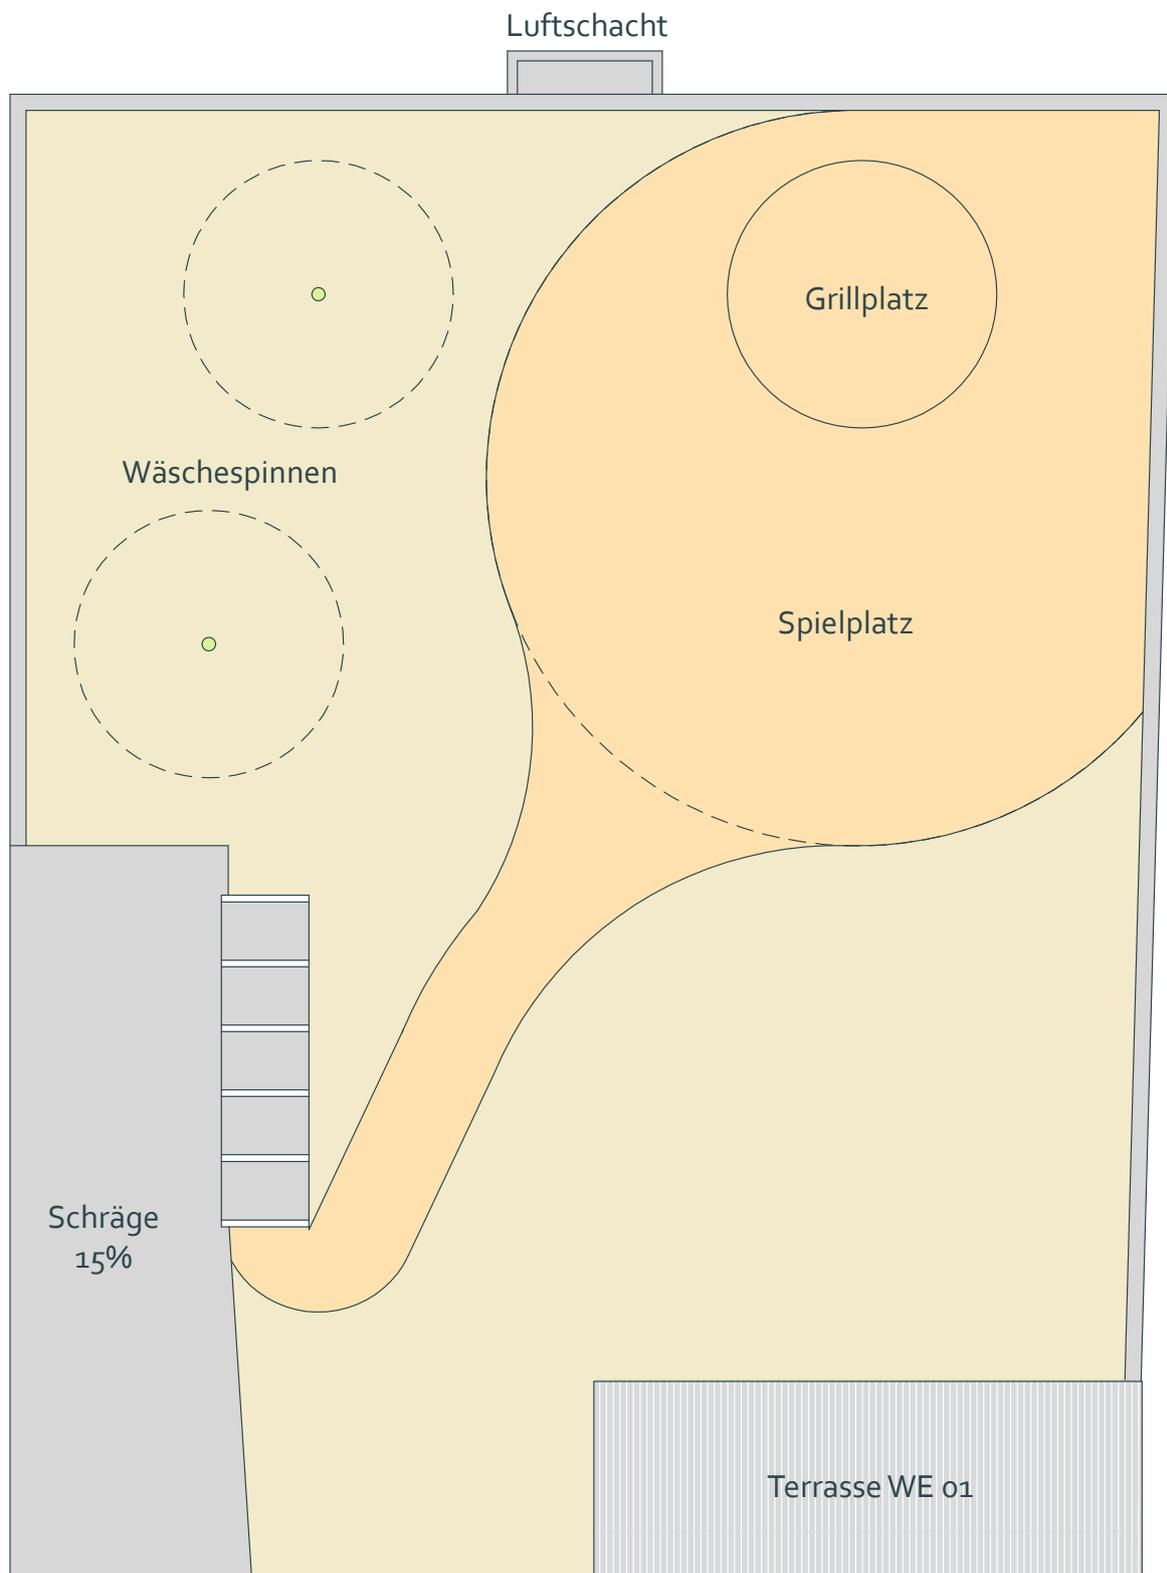 Luftschacht
Grillplatz
Wäschespinnen
Spielplatz
Schräge
15%
Terrasse WE 01